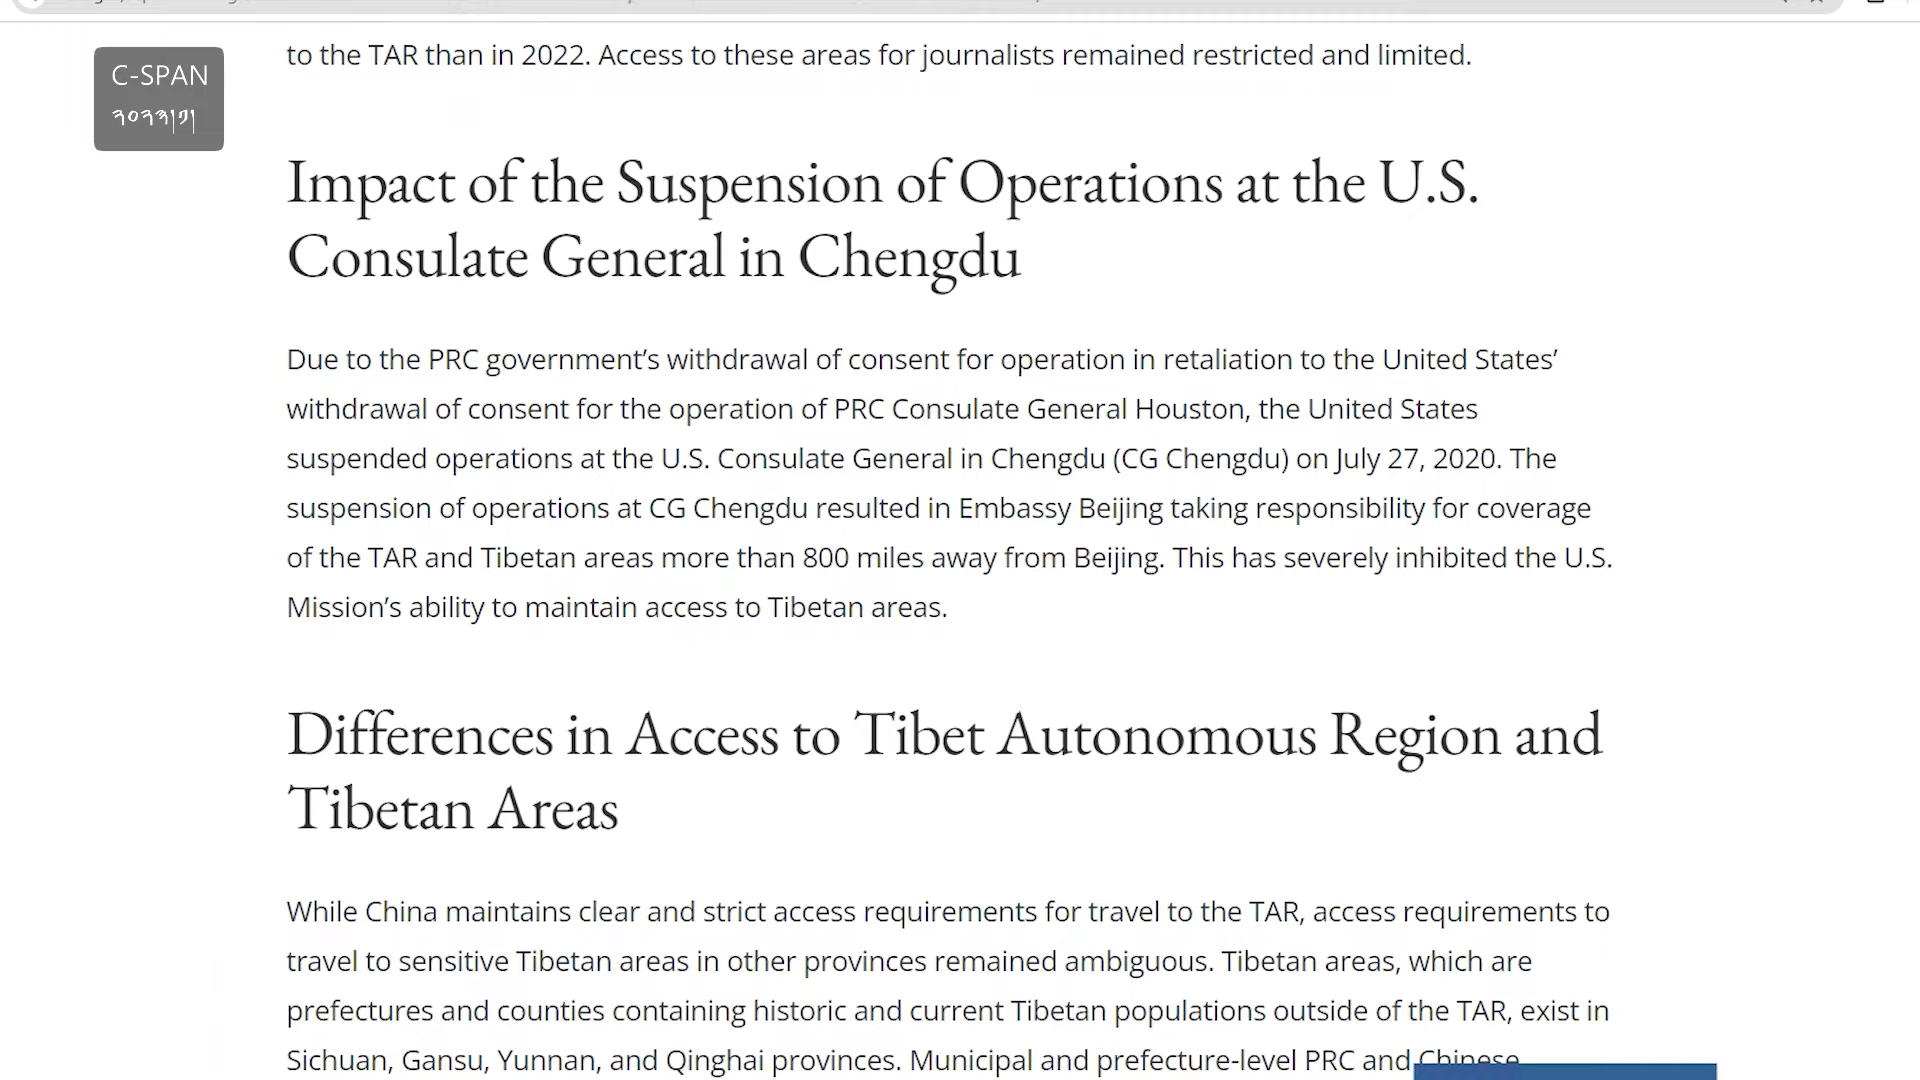 C-SPAN
to the TAR than in 2022. Access to these areas for journalists remained restricted and limited.
Impact of the Suspension of Operations at the U.S.
Consulate General in Chengdu
Due to the PRC government’s withdrawal of consent for operation in retaliation to the United States’
withdrawal of consent for the operation of PRC Consulate General Houston, the United States
suspended operations at the U.S. Consulate General in Chengdu (CG Chengdu) on July 27, 2020. The
suspension of operations at CG Chengdu resulted in Embassy Beijing taking responsibility for coverage
of the TAR and Tibetan areas more than 800 miles away from Beijing. This has severely inhibited the U.S.
Mission’s ability to maintain access to Tibetan areas.
Differences in Access to Tibet Autonomous Region and
Tibetan Areas
While China maintains clear and strict access requirements for travel to the TAR, access requirements to
travel to sensitive Tibetan areas in other provinces remained ambiguous. Tibetan areas, which are
prefectures and counties containing historic and current Tibetan populations outside of the TAR, exist in
Sichuan, Gansu, Yunnan, and Qinghai provinces. Municipal and prefecture-level PRC and Chinese